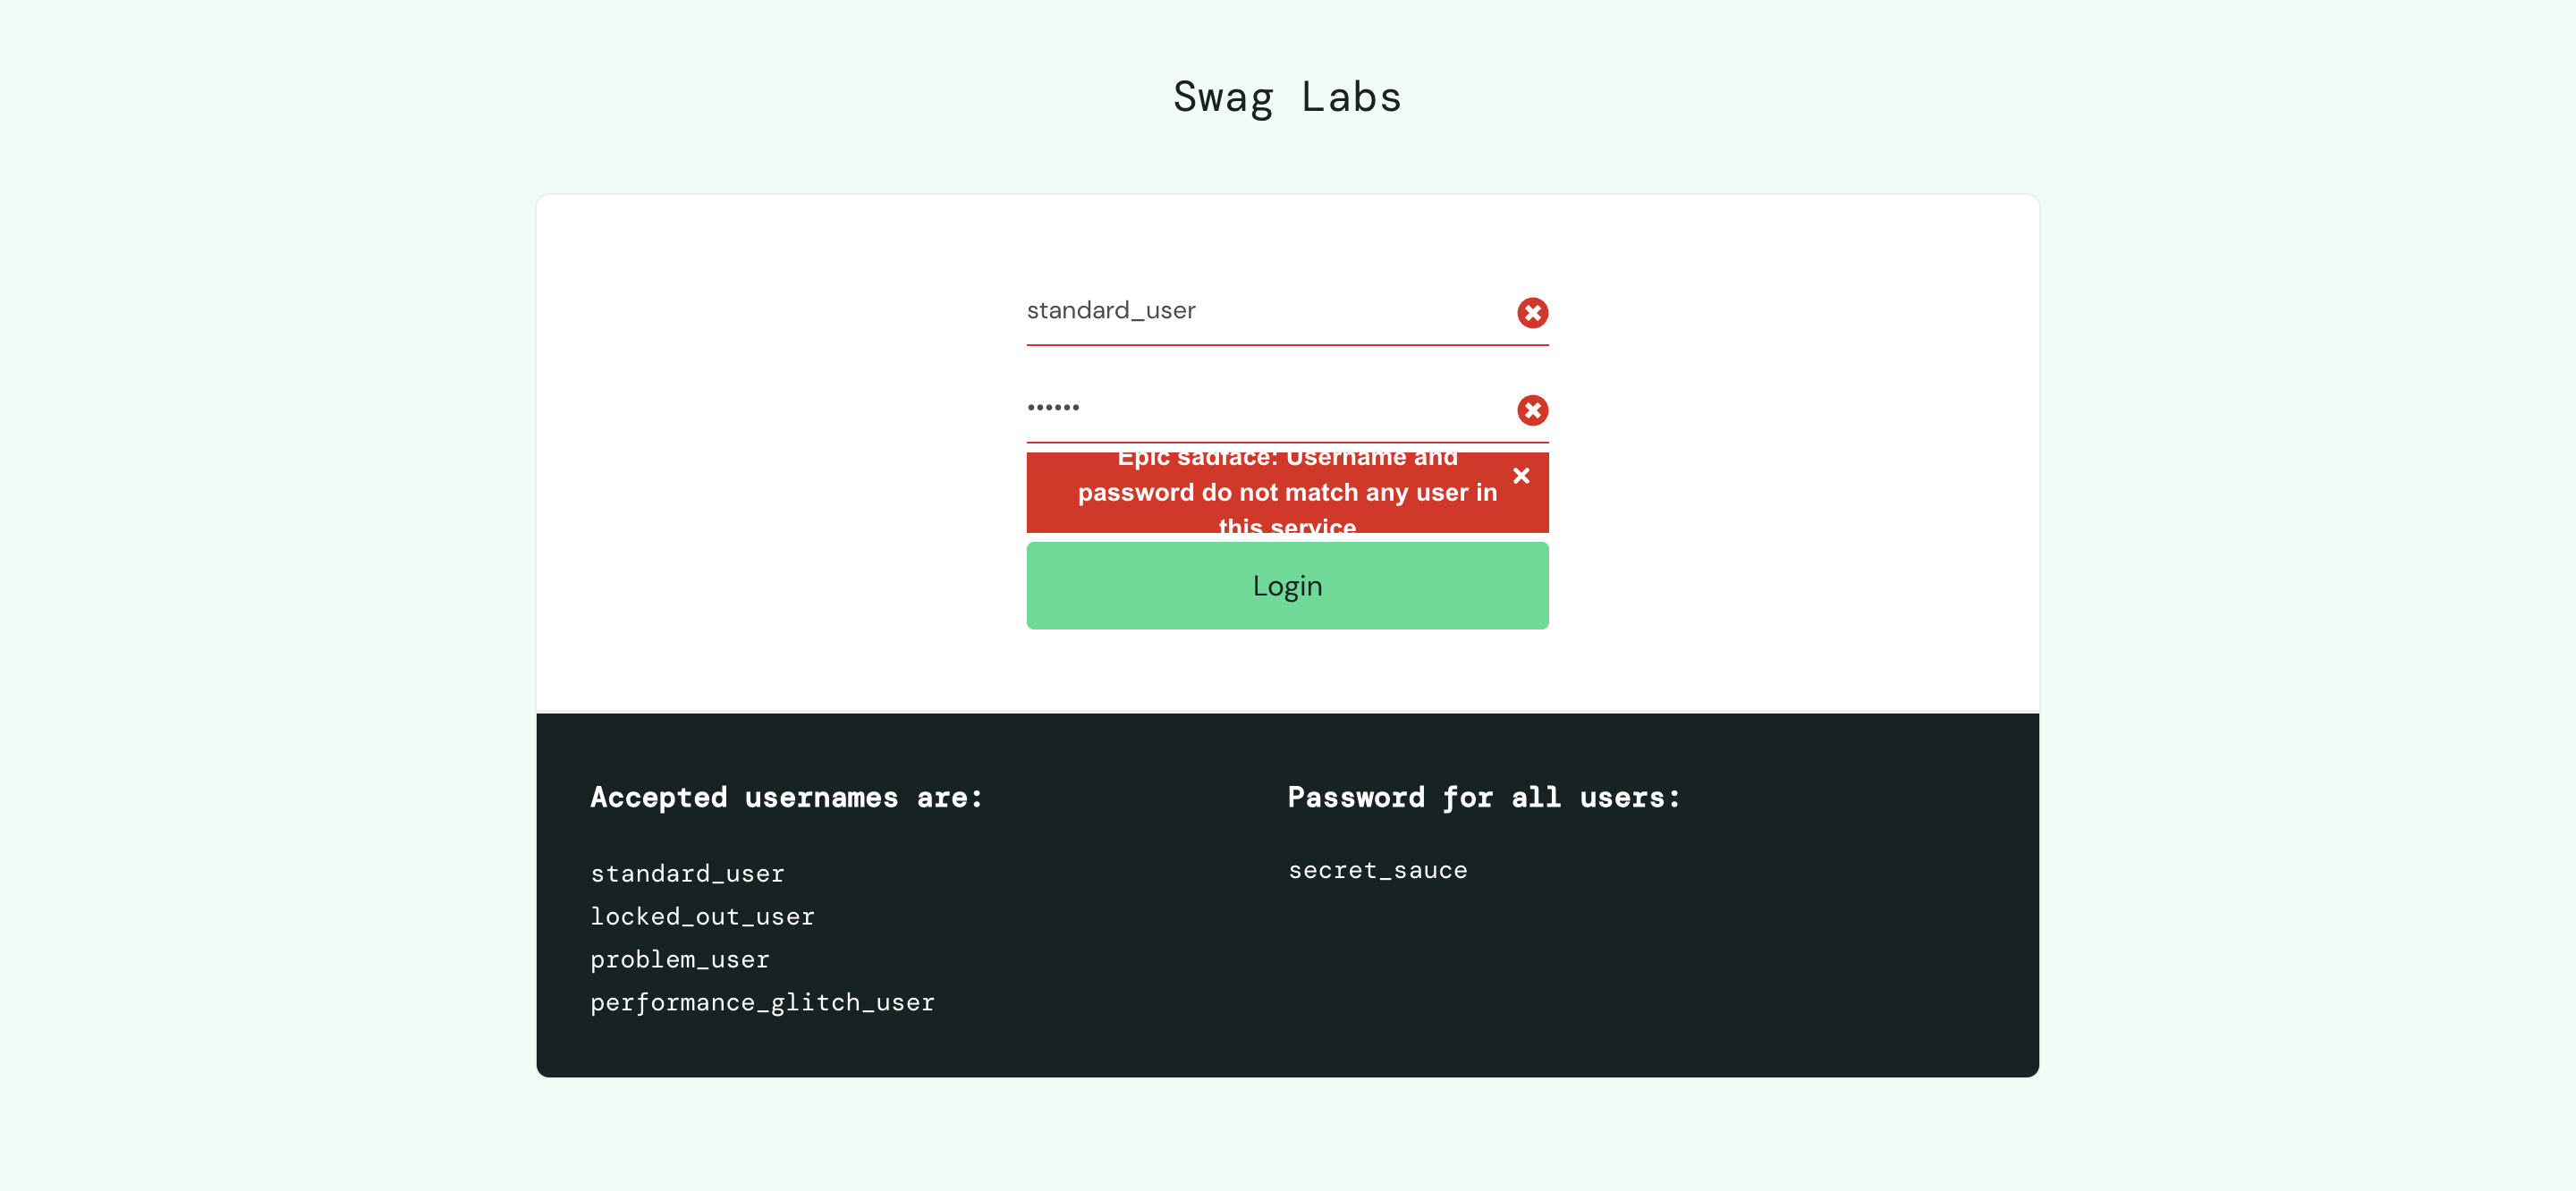 Swag Labs
standard_user
••••••
Epic sadface: Username and
password do not match any user in
this service
Login
Accepted usernames are:
standard_user
locked_out_user
problem_user
performance_glitch_user
Password for all users:
secret_sauce